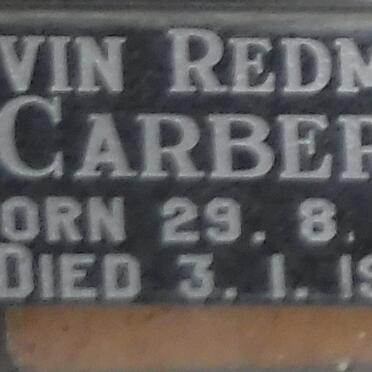 VIN REDM
CARBER
ORN 29. 8.
DIED 3. 1. 19